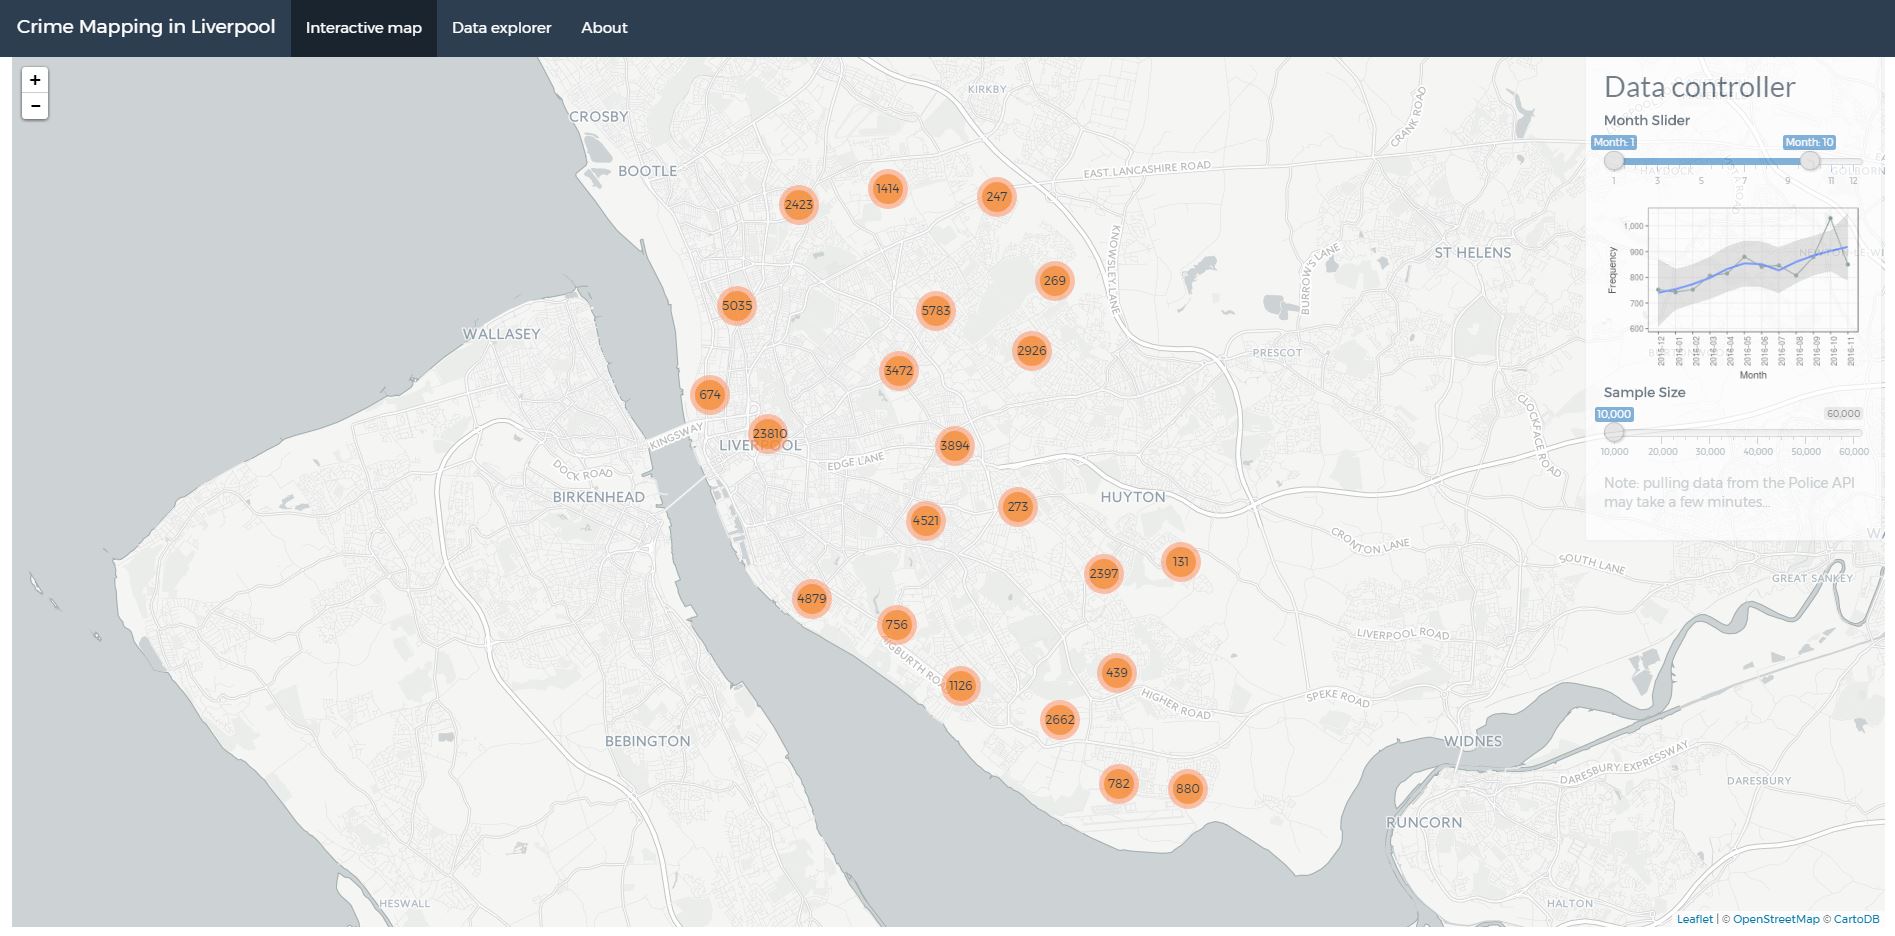 Crime Mapping in Liverpool
Interactive map
Data explorer
About
+
−
CROSBY
KIRKBY
BOOTLE
EAST LANCASHIRE ROAD
CRANK ROAD
2423
1414
247
KNOWSLEY LANE
BURROW'S LANE
ST HELENS
269
5035
5783
WALLASEY
2926
PRESCOT
3472
674
KINGSWAY
23810
LIVERPOOL
3894
CLOCKFACE ROAD
EDGE LANE
DOCK ROAD
BIRKENHEAD
HUYTON
273
4521
CRONTON LANE
131
2397
SOUTH LANE
GREAT SANKEY
4879
756
LIVERPOOL ROAD
439
1126
HIGHER ROAD
SPEKE ROAD
2662
BEBINGTON
WIDNES
DARESBURY EXPRESSWAY
782
880
DARESBURY
RUNCORN
HESWALL
HALTON
Data controller
Month Slider
Month: 1
Month: 10
1
3
5
7
9
11
12
HAYDOCK
Frequency
1,000
900
800
700
600
2015-12
2016-01
2016-02
2016-03
2016-04
2016-05
2016-06
2016-07
2016-08
2016-09
2016-10
2016-11
Month
Sample Size
10,000
60,000
10,000
20,000
30,000
40,000
50,000
60,000
Note: pulling data from the Police API
may take a few minutes...
Leaflet | © OpenStreetMap © CartoDB